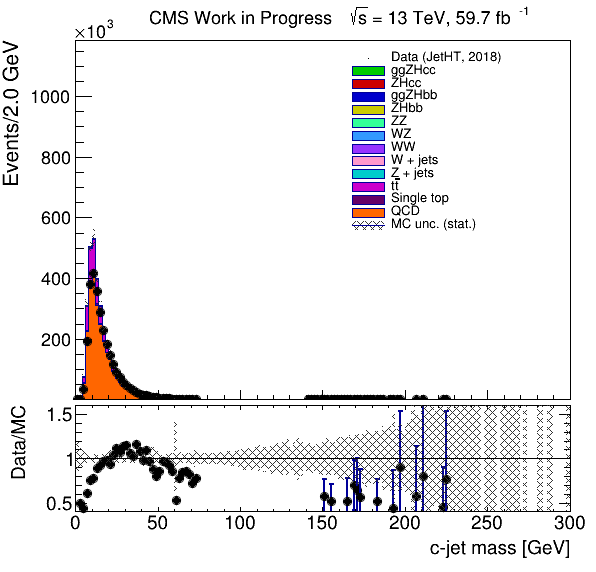 CMS Work in Progress √s = 13 TeV, 59.7 fb⁻¹
×10³
Events/2.0 GeV
1000
800
600
400
200
Data (JetHT, 2018)
ggZHcc
ZHcc
ggZHbb
ZHbb
ZZ
WZ
WW
W + jets
Z + jets
tt̅
Single top
QCD
MC unc. (stat.)
Data/MC
1.5
1
0.5
0 50 100 150 200 250 300
c-jet mass [GeV]